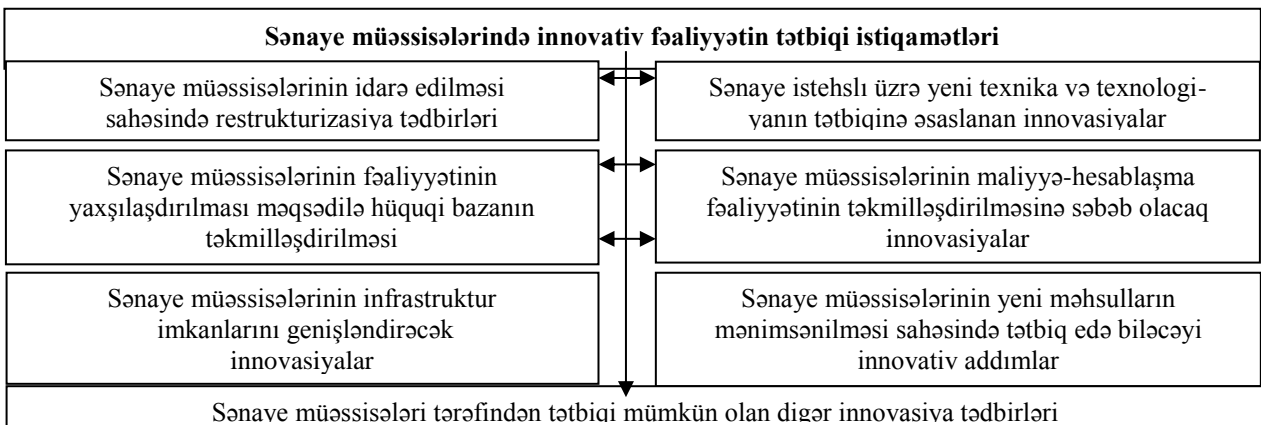 Sənaye müəssisələrində innovativ fəaliyyətin tətbiqi istiqamətləri
Sənaye müəssisələrinin idarə edilməsi
sahəsində restrukturizasiya tədbirləri
Sənaye istehslı üzrə yeni texnika və texnologi-
yanın tətbiqinə əsaslanan innovasiyalar
Sənaye müəssisələrinin fəaliyyətinin
yaxşılaşdırılması məqsədilə hüquqi bazanın
təkmilləşdirilməsi
Sənaye müəssisələrinin maliyyə-hesablaşma
fəaliyyətinin təkmilləşdirilməsinə səbəb olacaq
innovasiyalar
Sənaye müəssisələrinin infrastruktur
imkanlarını genişləndirəcək
innovasiyalar
Sənaye müəssisələrinin yeni məhsulların
mənimsənilməsi sahəsində tətbiq edə biləcəyi
innovativ addımlar
Sənaye müəssisələri tərəfindən tətbiqi mümkün olan digər innovasiya tədbirləri